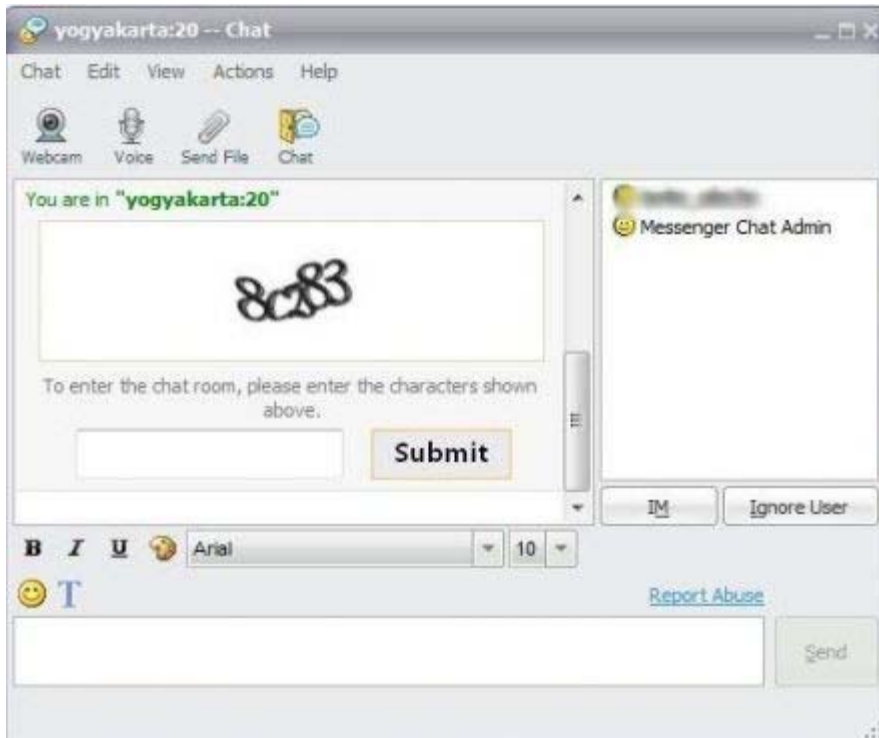 yogyakarta:20 -- Chat
Chat Edit View Actions Help
Webcam Voice Send File Chat
You are in "yogyakarta:20"
Messenger Chat Admin
To enter the chat room, please enter the characters shown
above.
Submit
IM Ignore User
B I U Arial 10
T Report Abuse
Send